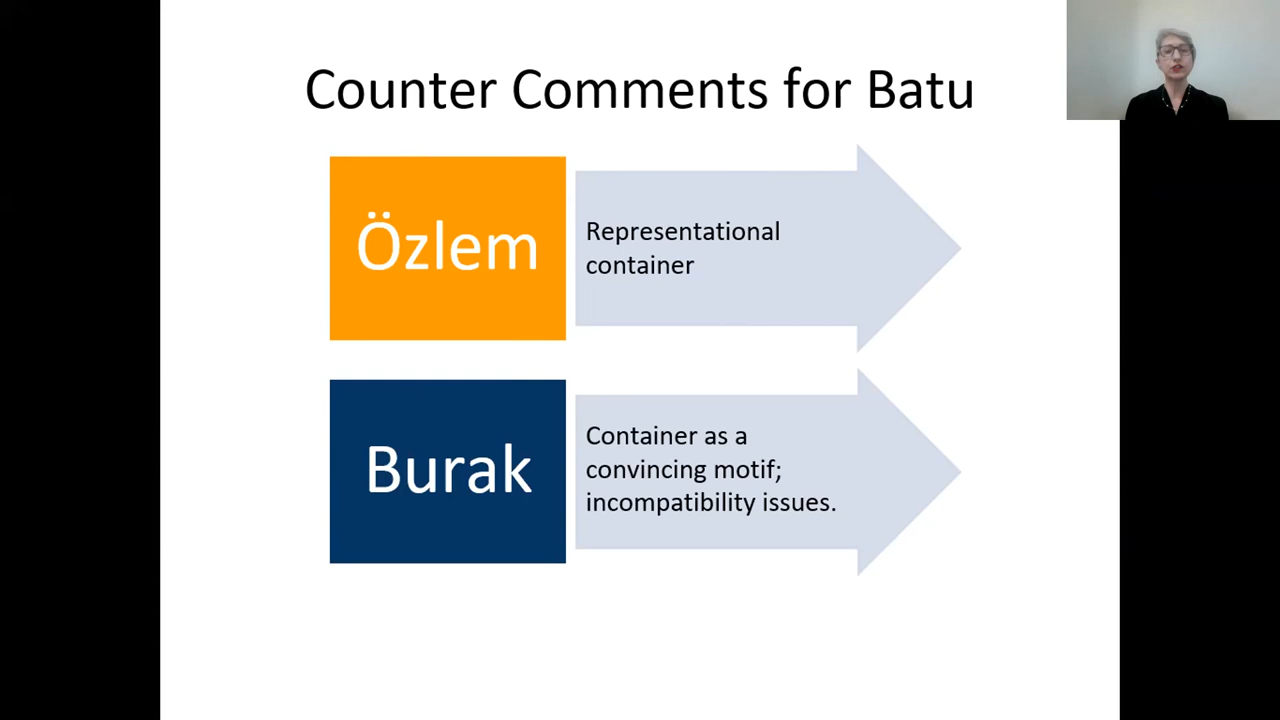 Counter Comments for Batu
Özlem
Representational
container
Burak
Container as a
convincing motif;
incompatibility issues.